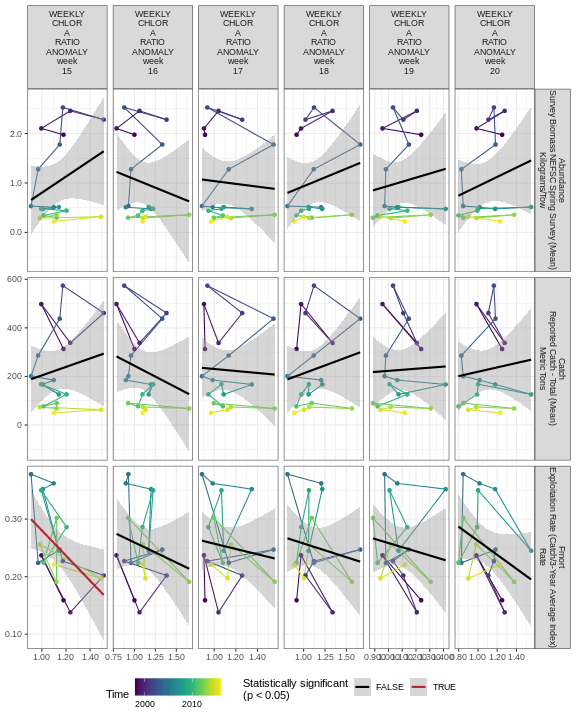 WEEKLY
CHLOR
A
RATIO
ANOMALY
week
15
WEEKLY
CHLOR
A
RATIO
ANOMALY
week
16
WEEKLY
CHLOR
A
RATIO
ANOMALY
week
17
WEEKLY
CHLOR
A
RATIO
ANOMALY
week
18
WEEKLY
CHLOR
A
RATIO
ANOMALY
week
19
WEEKLY
CHLOR
A
RATIO
ANOMALY
week
20
2.0
1.0
0.0
Abundance
Survey Biomass NEFSC Spring Survey (Mean)
Kilograms/Tow
600
400
200
0
Catch
Reported Catch - Total (Mean)
Metric Tons
0.30
0.20
0.10
Fmort
Exploitation Rate (Catch/3-Year Average Index)
Rate
1.00 1.20 1.40
0.75 1.00 1.25 1.50
1.00 1.20 1.40
1.00 1.25 1.50
0.80 1.00 1.20 1.40
Time
2000 2010
Statistically significant
(p < 0.05)
FALSE TRUE